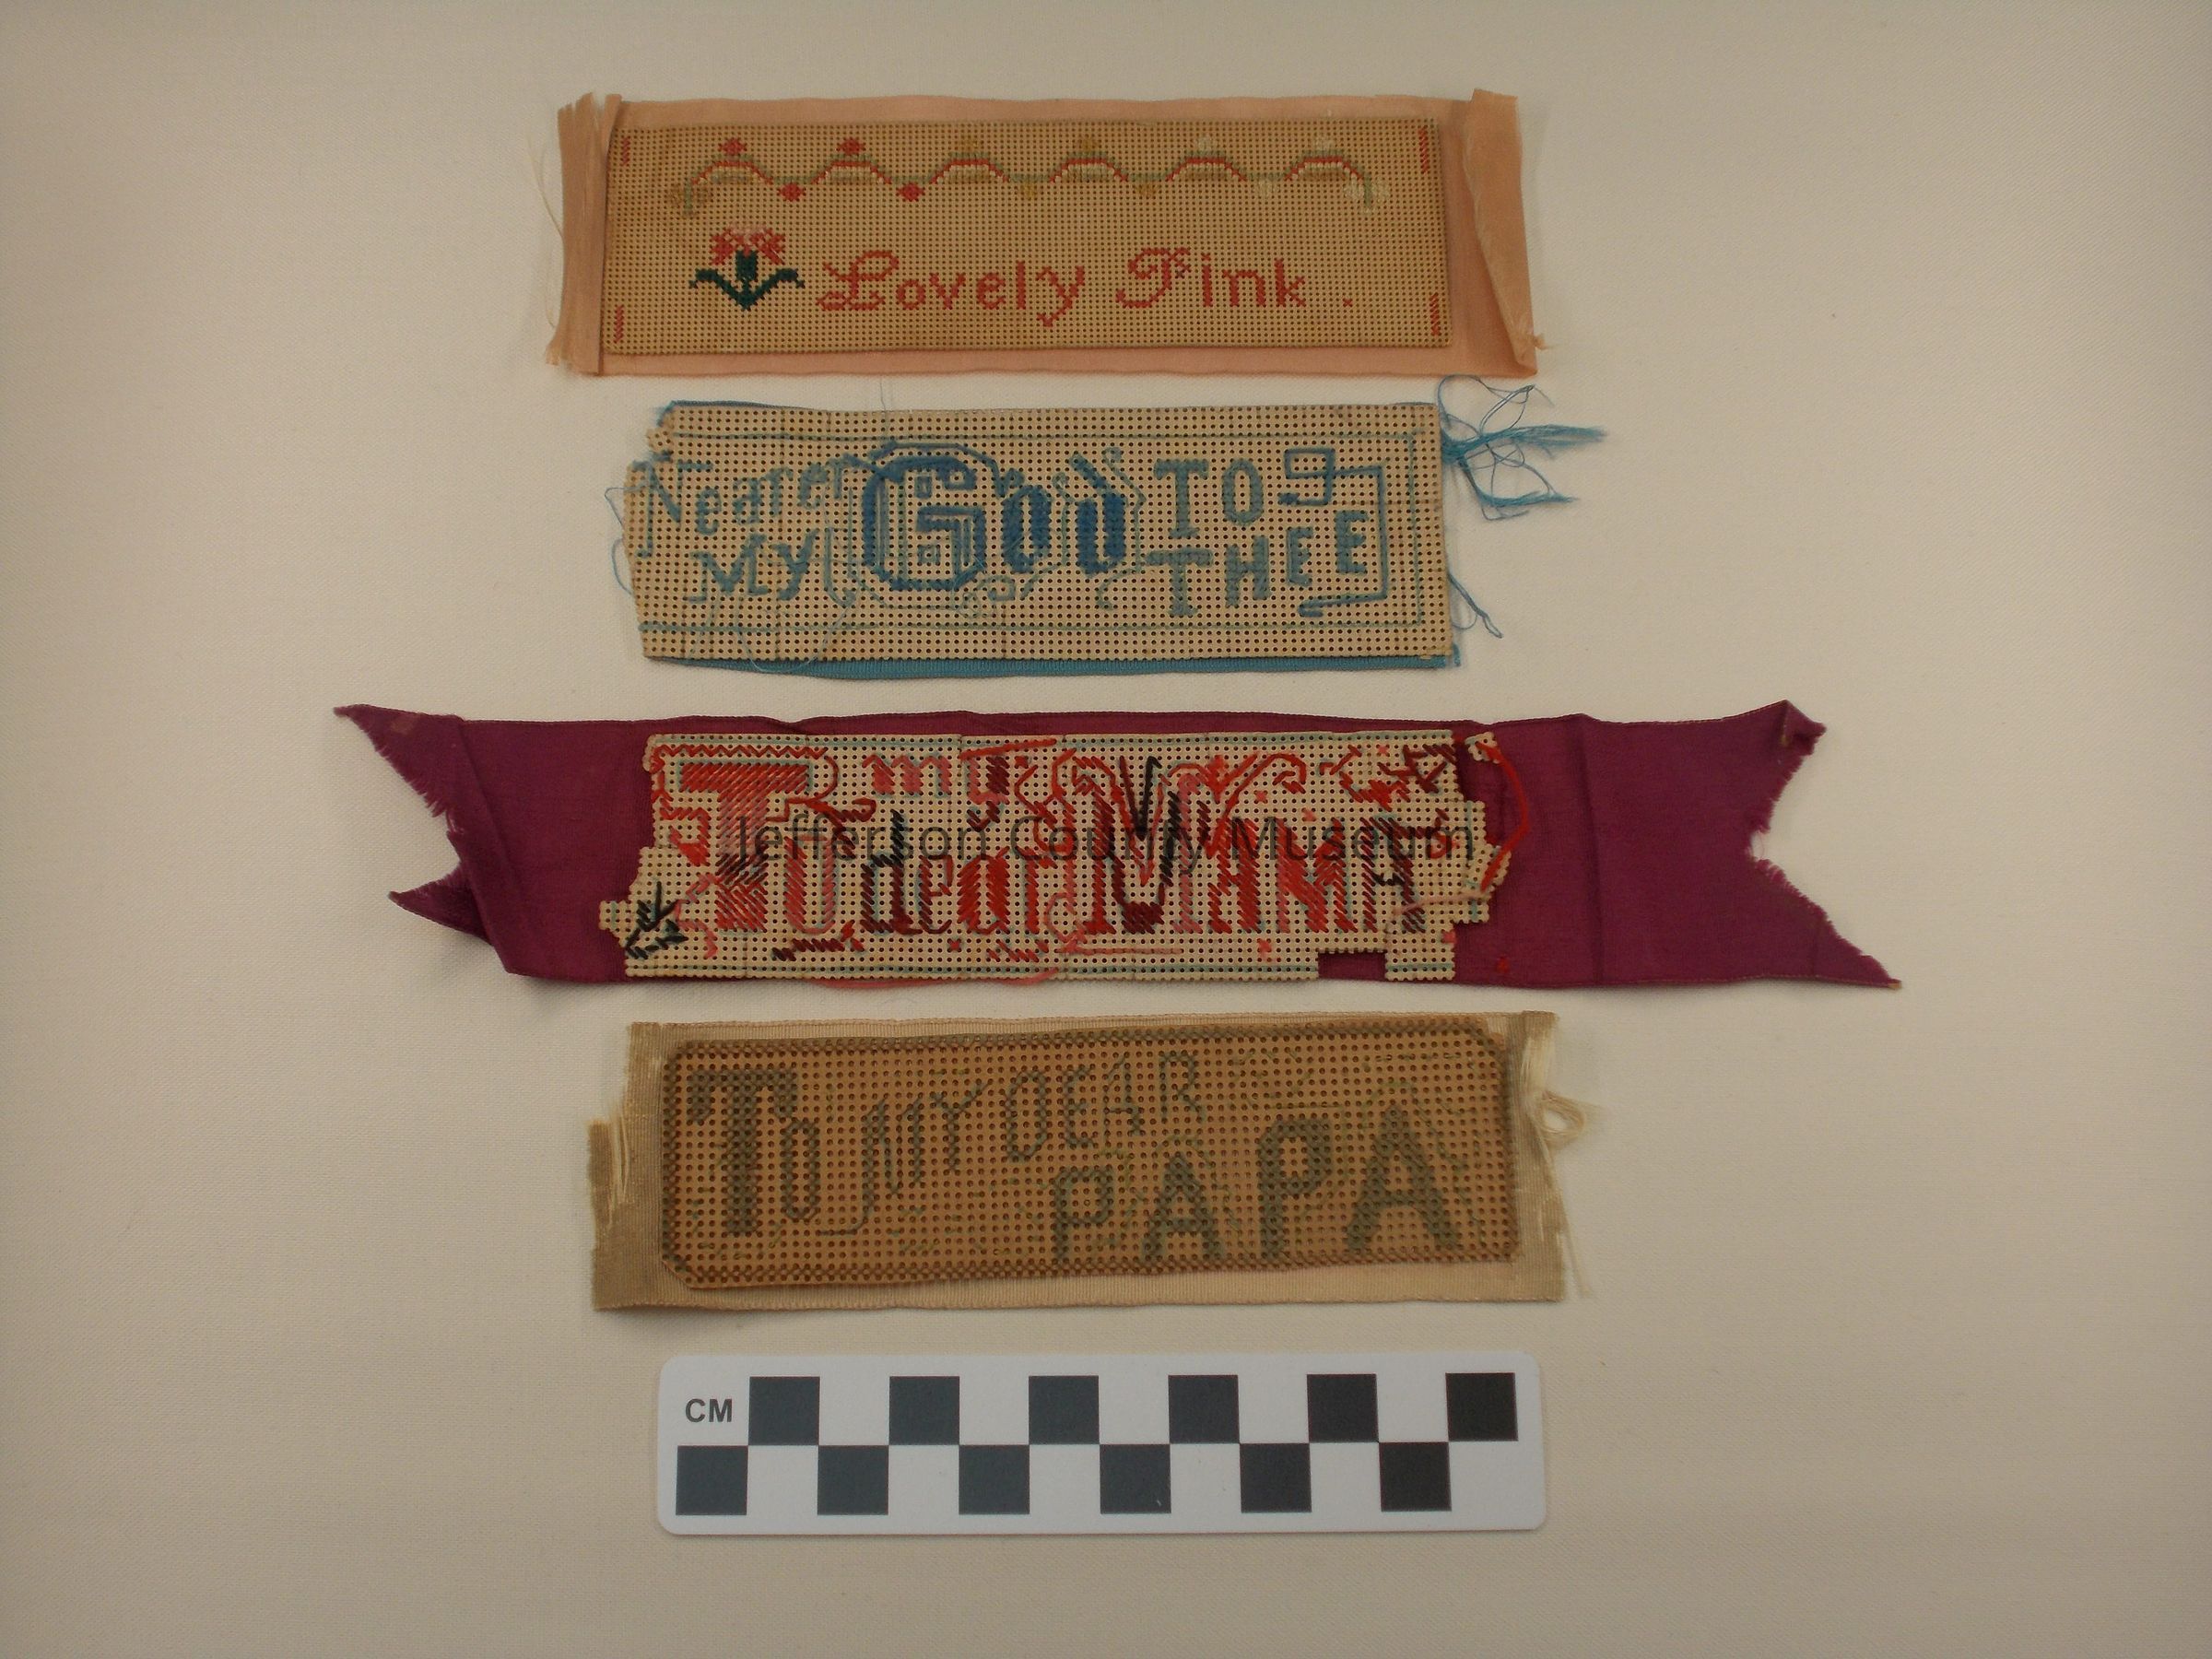 Lovely Pink.
Nearer God TO
MY THEE
To my
dear MAMA
Jefferson County Museum
To MY DEAR
PAPA
CM